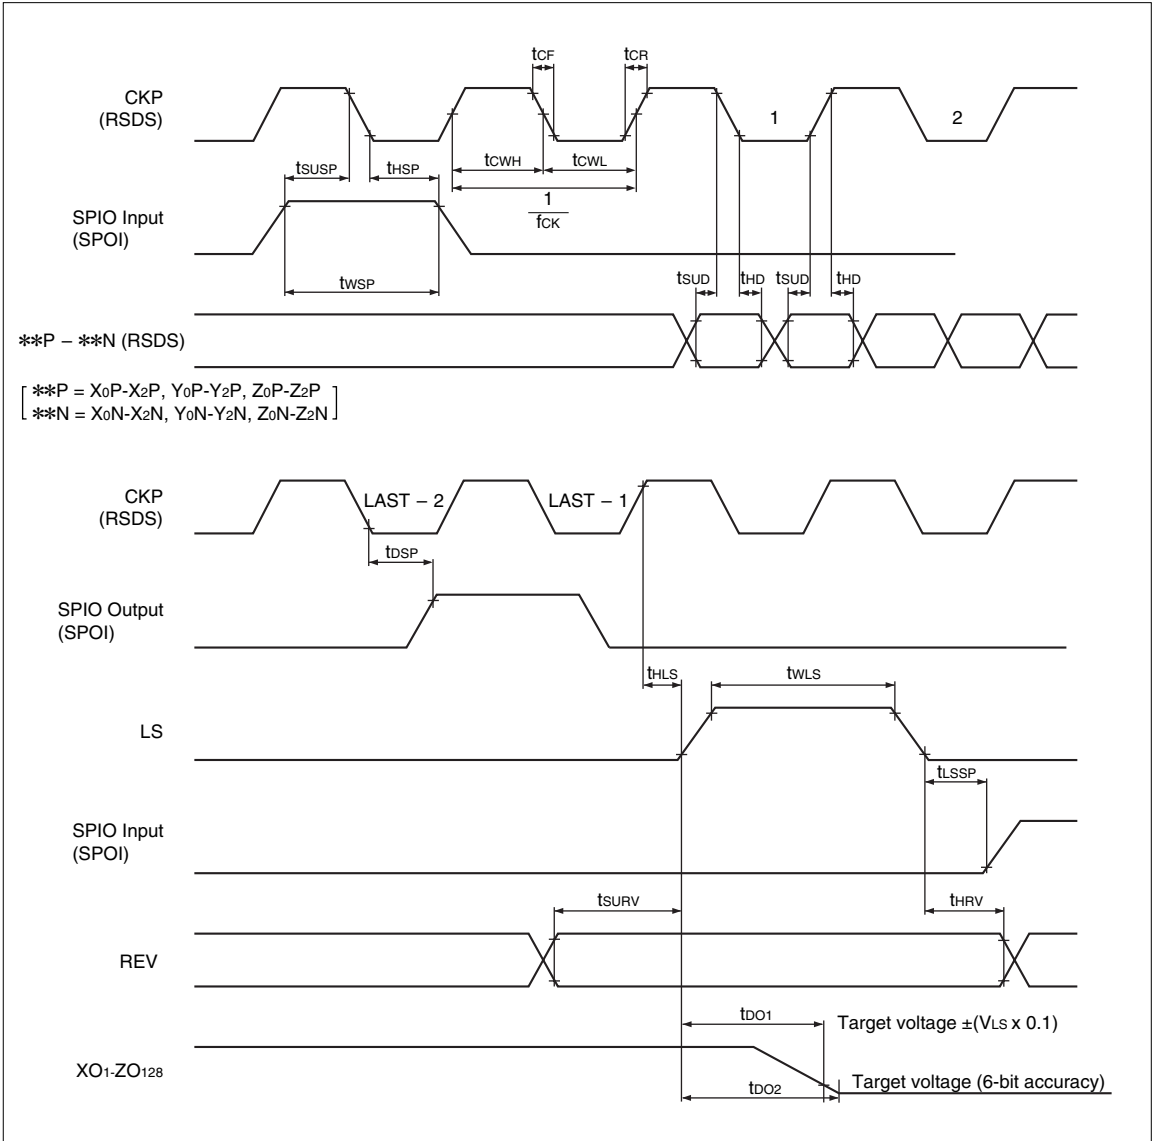 tCF tCR
CKP
(RSDS)
1 2
tSUSP tHSP tCWH tCWL
1
fCK
SPIO Input
(SPOI)
tWSP
tSUD tHD tSUD tHD
**P – **N (RSDS)
**P = X0P-X2P, Y0P-Y2P, Z0P-Z2P
**N = X0N-X2N, Y0N-Y2N, Z0N-Z2N
CKP
(RSDS)
LAST – 2 LAST – 1
tDSP
SPIO Output
(SPOI)
tHLS tWLS
LS
tLSSP
SPIO Input
(SPOI)
tSURV tHRV
REV
tDO1 Target voltage ±(VLS x 0.1)
XO1-ZO128
tDO2 Target voltage (6-bit accuracy)